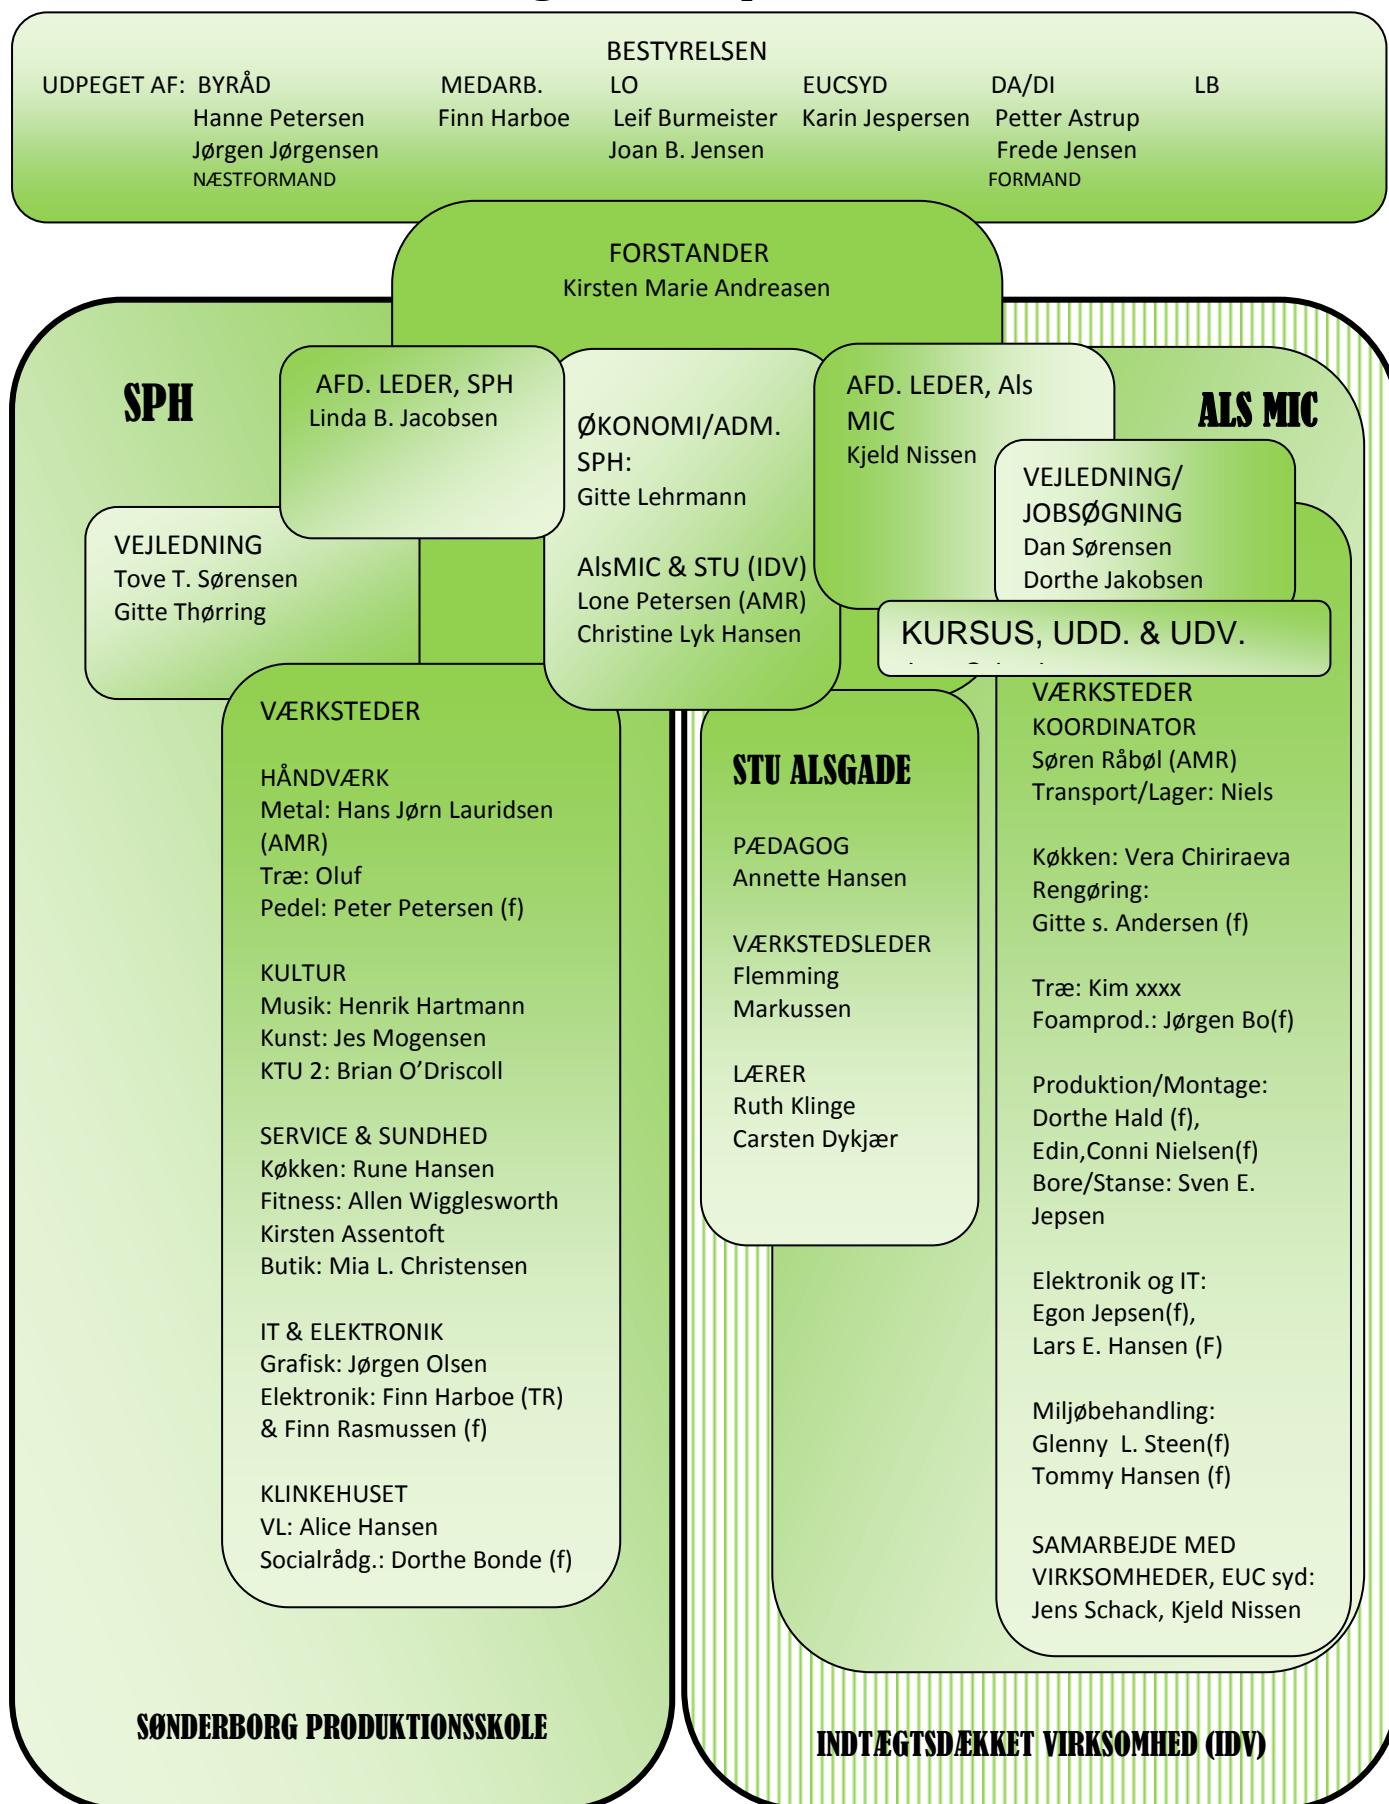 BESTYRELSEN
UDPEGET AF: BYRÅD MEDARB. LO EUCSYD DA/DI LB
Hanne Petersen Finn Harboe Leif Burmeister Karin Jespersen Petter Astrup
Jørgen Jørgensen Joan B. Jensen Frede Jensen
NÆSTFORMAND FORMAND
FORSTANDER
Kirsten Marie Andreasen
SPH
AFD. LEDER, SPH
Linda B. Jacobsen
VEJLEDNING
Tove T. Sørensen
Gitte Thørring
ØKONOMI/ADM.
SPH:
Gitte Lehrmann
AlsMIC & STU (IDV)
Lone Petersen (AMR)
Christine Lyk Hansen
AFD. LEDER, Als
MIC
Kjeld Nissen
ALS MIC
VEJLEDNING/
JOBSØGNING
Dan Sørensen
Dorthe Jakobsen
KURSUS, UDD. & UDV.
VÆRKSTEDER
HÅNDVÆRK
Metal: Hans Jørn Lauridsen
(AMR)
Træ: Oluf
Pedel: Peter Petersen (f)
KULTUR
Musik: Henrik Hartmann
Kunst: Jes Mogensen
KTU 2: Brian O’Driscoll
SERVICE & SUNDHED
Køkken: Rune Hansen
Fitness: Allen Wigglesworth
Kirsten Assentoft
Butik: Mia L. Christensen
IT & ELEKTRONIK
Grafisk: Jørgen Olsen
Elektronik: Finn Harboe (TR)
& Finn Rasmussen (f)
KLINKEHUSET
VL: Alice Hansen
Socialrådg.: Dorthe Bonde (f)
STU ALSGADE
PÆDAGOG
Annette Hansen
VÆRKSTEDSLEDER
Flemming
Markussen
LÆRER
Ruth Klinge
Carsten Dykjær
VÆRKSTEDER
KOORDINATOR
Søren Råbøl (AMR)
Transport/Lager: Niels
Køkken: Vera Chiriraeva
Rengøring:
Gitte s. Andersen (f)
Træ: Kim xxxx
Foamprod.: Jørgen Bo(f)
Produktion/Montage:
Dorthe Hald (f),
Edin,Conni Nielsen(f)
Bore/Stanse: Sven E.
Jepsen
Elektronik og IT:
Egon Jepsen(f),
Lars E. Hansen (F)
Miljøbehandling:
Glenny L. Steen(f)
Tommy Hansen (f)
SAMARBEJDE MED
VIRKSOMHEDER, EUC syd:
Jens Schack, Kjeld Nissen
SØNDERBORG PRODUKTIONSSKOLE
INDTÆGTSDÆKKET VIRKSOMHED (IDV)